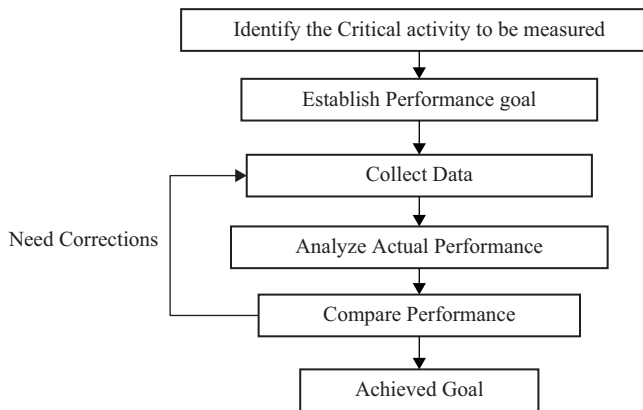 Identify the Critical activity to be measured
Establish Performance goal
Collect Data
Need Corrections
Analyze Actual Performance
Compare Performance
Achieved Goal